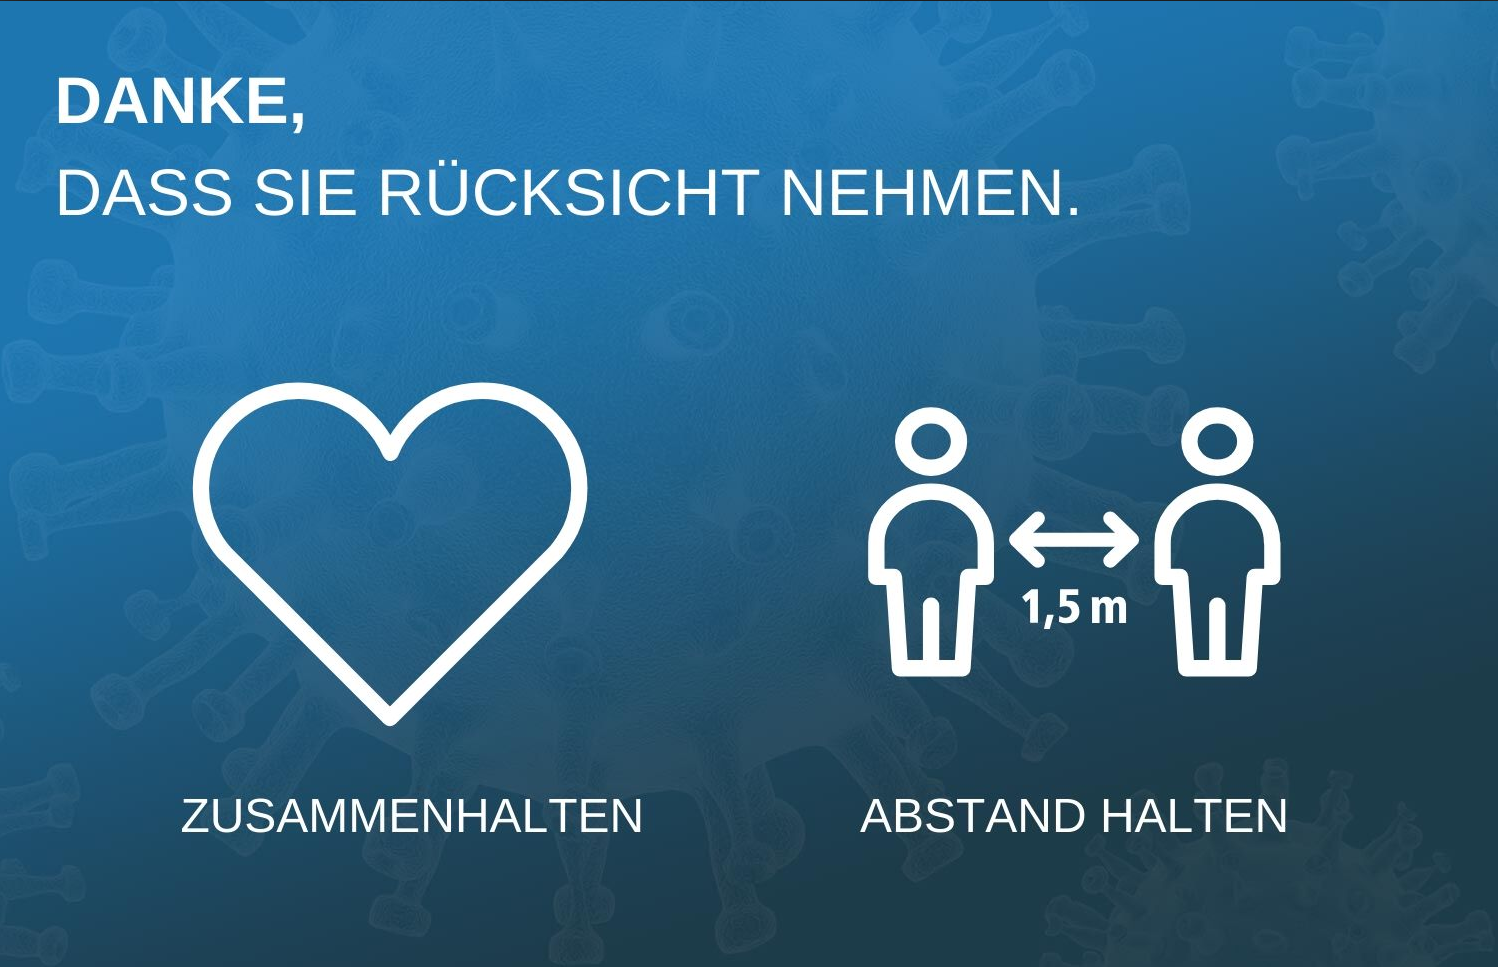 DANKE,
DASS SIE RÜCKSICHT NEHMEN.
1,5 m
ZUSAMMENHALTEN
ABSTAND HALTEN